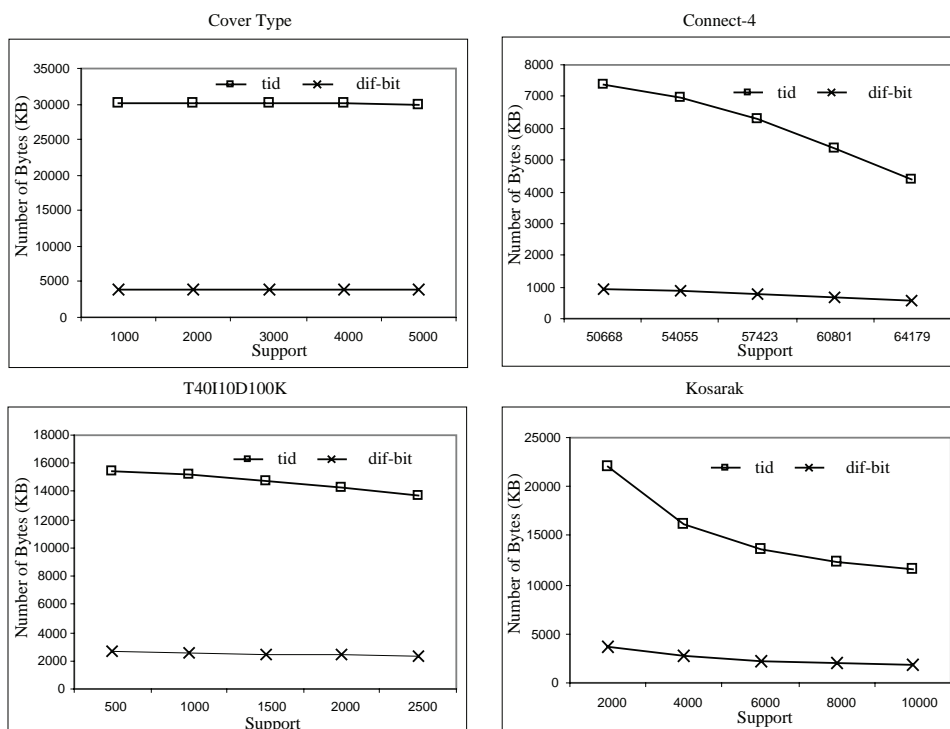 Cover Type
Number of Bytes (KB)
35000
30000
25000
20000
15000
10000
5000
0
tid
dif-bit
1000 2000 3000 4000 5000
Support
Connect-4
Number of Bytes (KB)
8000
7000
6000
5000
4000
3000
2000
1000
0
tid
dif-bit
50668 54055 57423 60801 64179
Support
T40I10D100K
Number of Bytes (KB)
18000
16000
14000
12000
10000
8000
6000
4000
2000
0
tid
dif-bit
500 1000 1500 2000 2500
Support
Kosarak
Number of Bytes (KB)
25000
20000
15000
10000
5000
0
tid
dif-bit
2000 4000 6000 8000 10000
Support